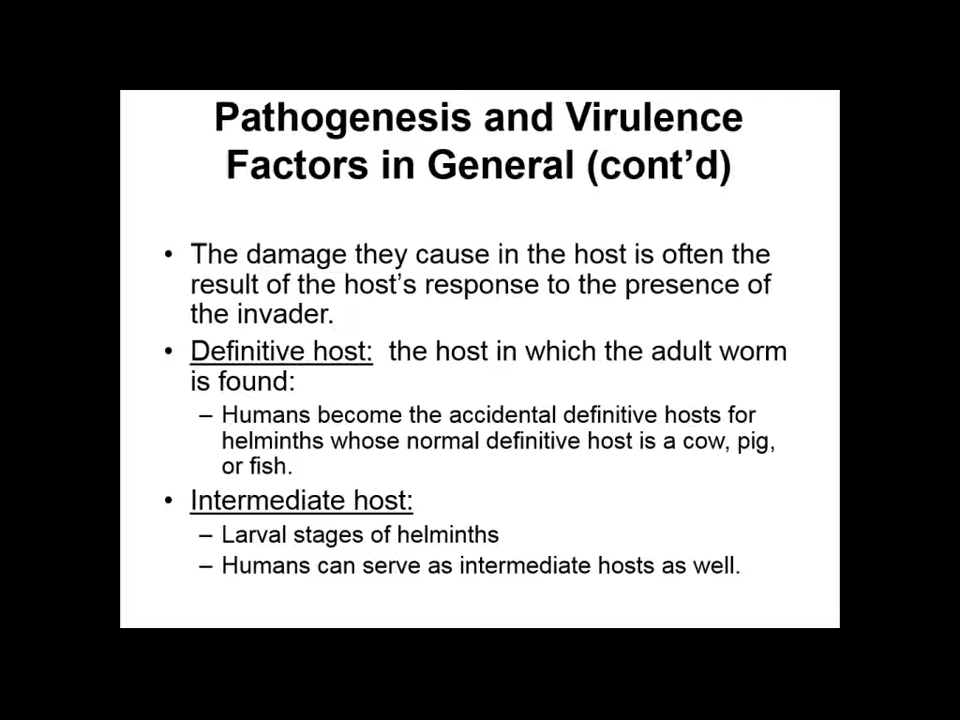 Pathogenesis and Virulence
Factors in General (cont’d)
• The damage they cause in the host is often the
result of the host’s response to the presence of
the invader.
• Definitive host:  the host in which the adult worm
is found:
– Humans become the accidental definitive hosts for
helminths whose normal definitive host is a cow, pig,
or fish.
• Intermediate host:
– Larval stages of helminths
– Humans can serve as intermediate hosts as well.